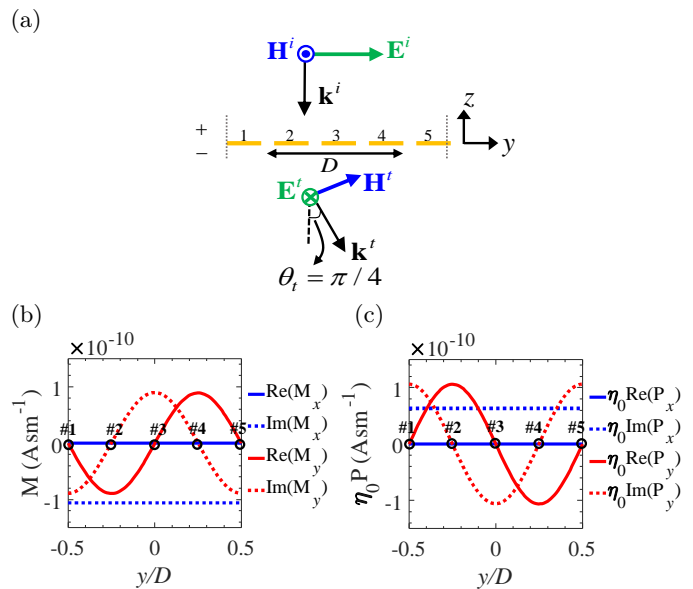 (a)
H^i E^i
k^i
z
+ 1 2 3 4 5
− y
D
E^t H^t
k^t
θ_t = π / 4
(b) (c)
×10^-10 ×10^-10
M (Asm^-1)
1
0
-1
#1 #2 #3 #4 #5
-0.5 0 0.5
y/D
Re(M_x)
Im(M_x)
Re(M_y)
Im(M_y)
η_0P (Asm^-1)
1
0
-1
#1 #2 #3 #4 #5
-0.5 0 0.5
y/D
η_0Re(P_x)
η_0Im(P_x)
η_0Re(P_y)
η_0Im(P_y)